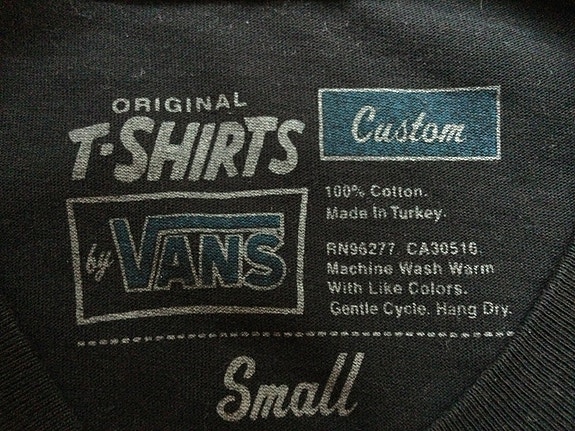 ORIGINAL
T-SHIRTS
by VANS
Custom
100% Cotton.
Made in Turkey.
RN96277 CA30516
Machine Wash Warm
With Like Colors.
Gentle Cycle. Hang Dry.
Small